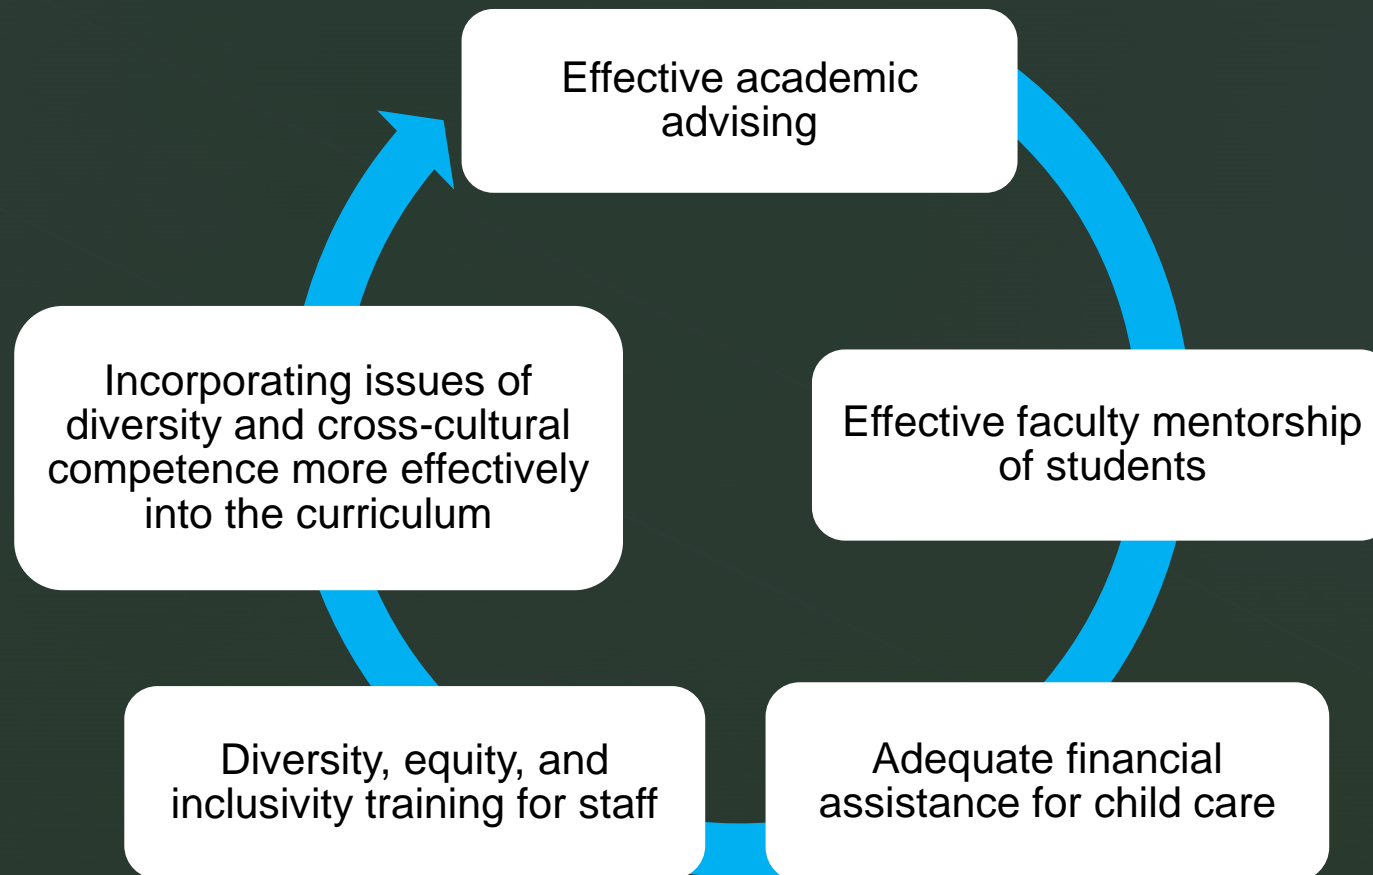 Effective academic
advising
Effective faculty mentorship
of students
Adequate financial
assistance for child care
Diversity, equity, and
inclusivity training for staff
Incorporating issues of
diversity and cross-cultural
competence more effectively
into the curriculum